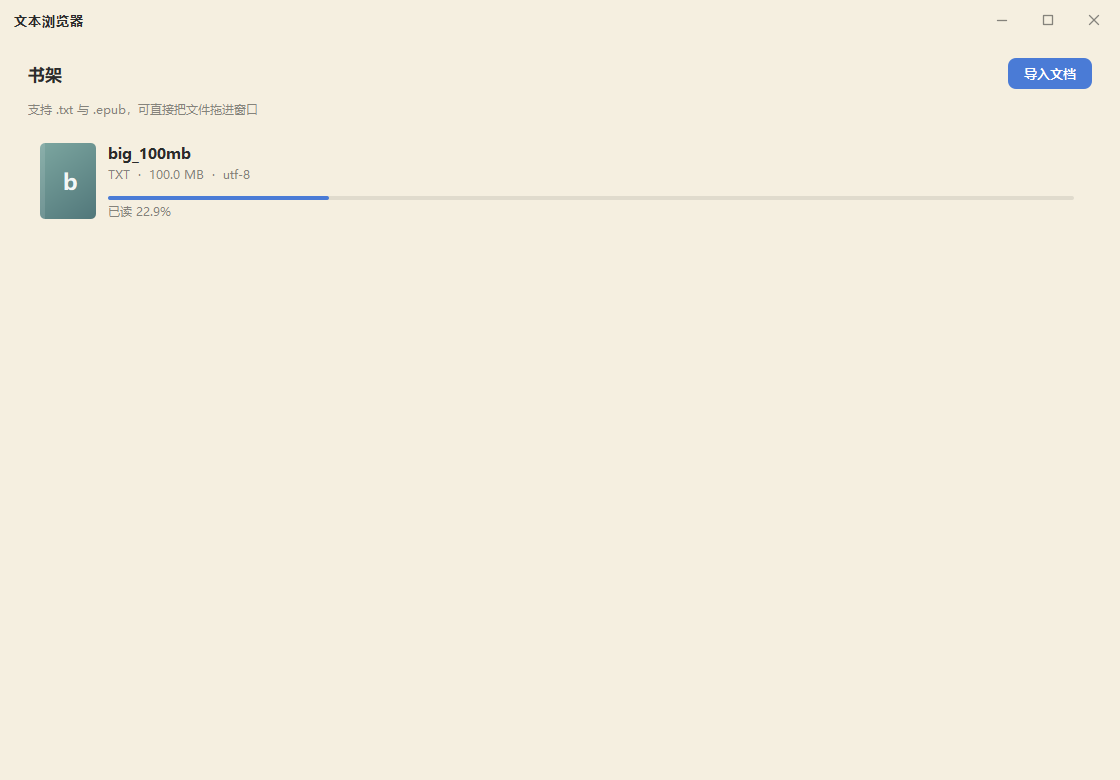 文本浏览器
书架
导入文档
支持 .txt 与 .epub，可直接把文件拖进窗口
b
big_100mb
TXT · 100.0 MB · utf-8
已读 22.9%